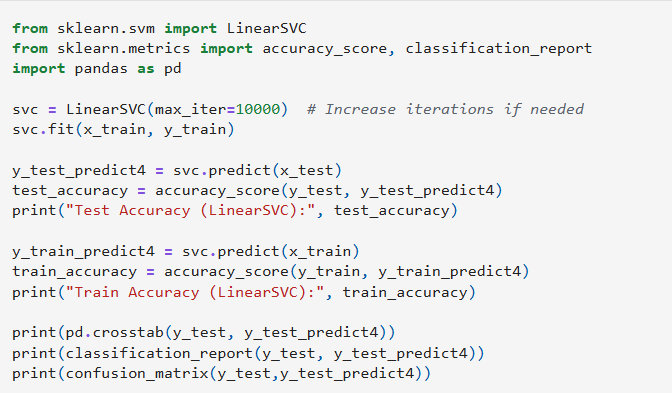 from sklearn.svm import LinearSVC
from sklearn.metrics import accuracy_score, classification_report
import pandas as pd
svc = LinearSVC(max_iter=10000)  # Increase iterations if needed
svc.fit(x_train, y_train)
y_test_predict4 = svc.predict(x_test)
test_accuracy = accuracy_score(y_test, y_test_predict4)
print("Test Accuracy (LinearSVC):", test_accuracy)
y_train_predict4 = svc.predict(x_train)
train_accuracy = accuracy_score(y_train, y_train_predict4)
print("Train Accuracy (LinearSVC):", train_accuracy)
print(pd.crosstab(y_test, y_test_predict4))
print(classification_report(y_test, y_test_predict4))
print(confusion_matrix(y_test,y_test_predict4))